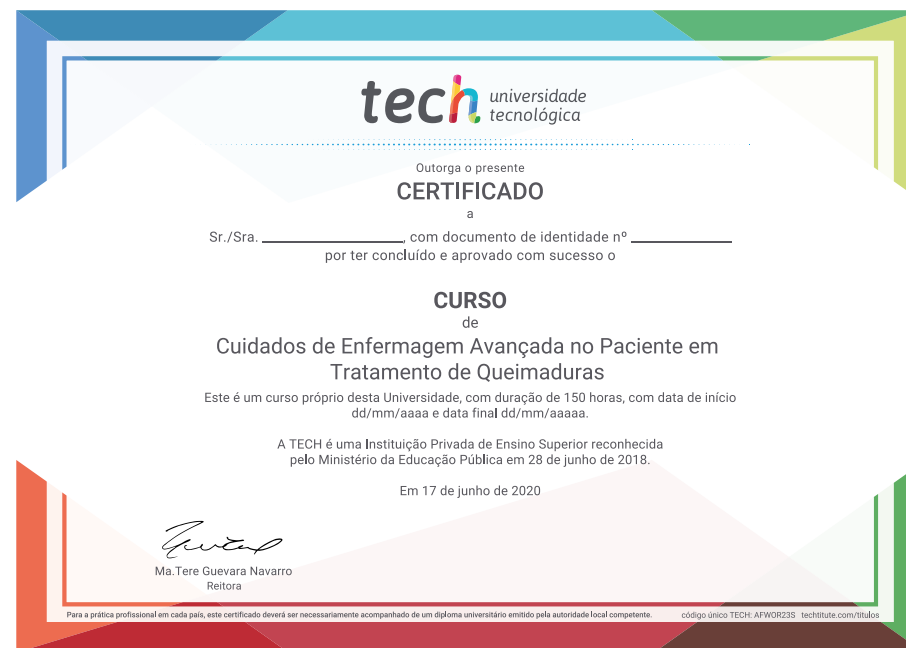 tech universidade
tecnológica
Outorga o presente
CERTIFICADO
a
Sr./Sra. ____________________, com documento de identidade nº ______________
por ter concluído e aprovado com sucesso o
CURSO
de
Cuidados de Enfermagem Avançada no Paciente em
Tratamento de Queimaduras
Este é um curso próprio desta Universidade, com duração de 150 horas, com data de início
dd/mm/aaaa e data final dd/mm/aaaaa.
A TECH é uma Instituição Privada de Ensino Superior reconhecida
pelo Ministério da Educação Pública em 28 de junho de 2018.
Em 17 de junho de 2020
Ma.Tere Guevara Navarro
Reitora
Para a prática profissional em cada país, este certificado deverá ser necessariamente acompanhado de um diploma universitário emitido pela autoridade local competente. código único TECH: AFWOR23S techtitute.com/titulos